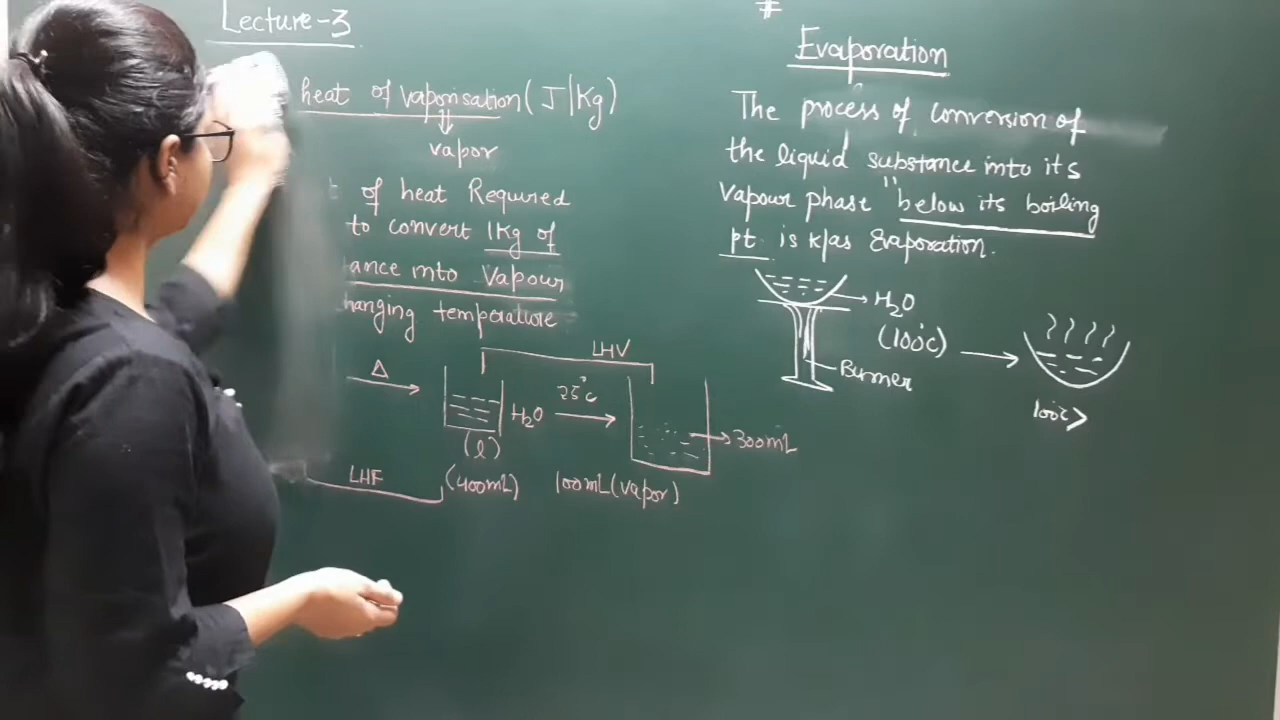 Lecture-3
heat of vaporisation (J/Kg)
vapor
of heat Required
to convert 1Kg of
tance into Vapour
hanging temperature
LHV
Δ
H₂O
25°C
300mL
(l)
LHF
(400mL)
100mL (vapor)
#
Evaporation
The process of conversion of
the liquid substance into its
Vapour phase "below its boiling
pt. is k/as Evaporation.
H₂O
(100°C)
Burner
100°C>